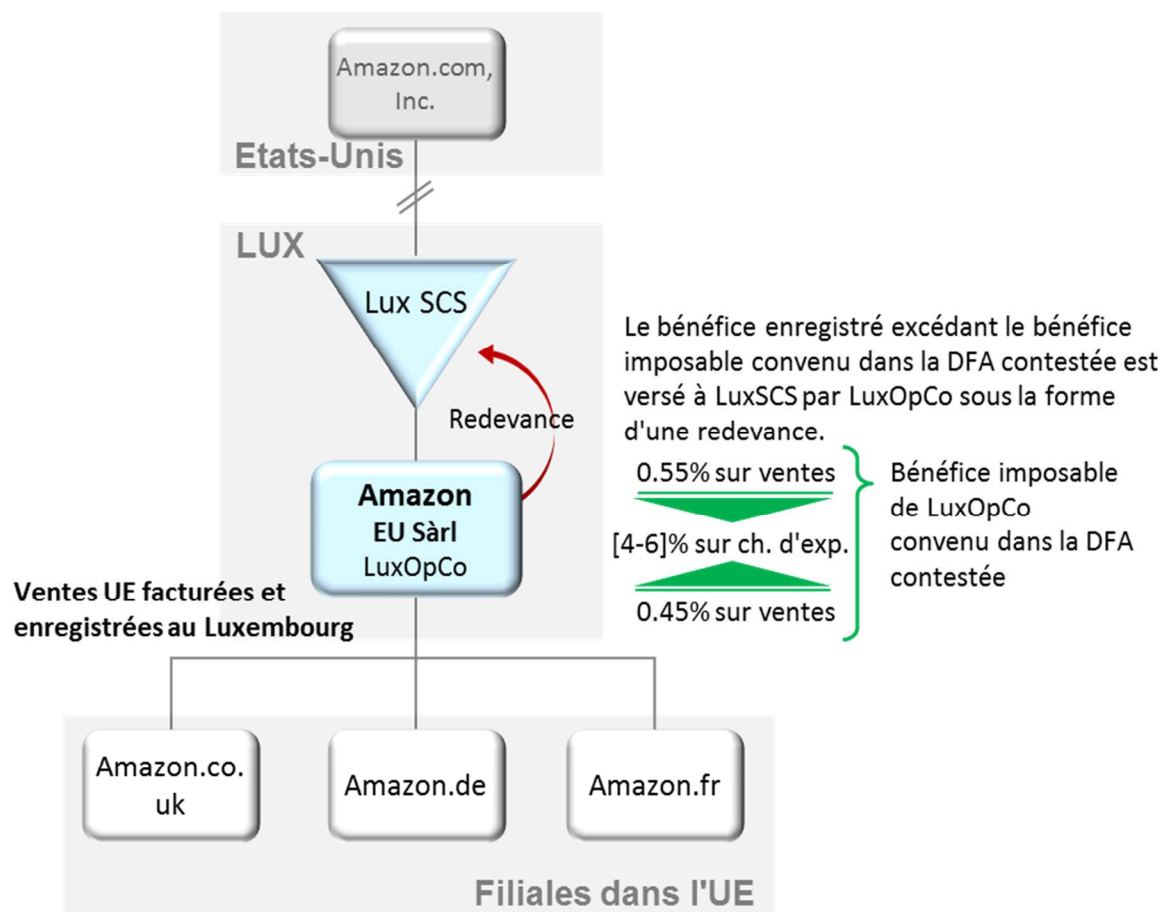 Amazon.com,
Inc.
Etats-Unis
LUX
Lux SCS
Redevance
Le bénéfice enregistré excédant le bénéfice
imposable convenu dans la DFA contestée est
versé à LuxSCS par LuxOpCo sous la forme
d'une redevance.
0.55% sur ventes
[4-6]% sur ch. d'exp.
0.45% sur ventes
Bénéfice imposable
de LuxOpCo
convenu dans la DFA
contestée
Amazon
EU Sàrl
LuxOpCo
Ventes UE facturées et
enregistrées au Luxembourg
Amazon.co.
uk
Amazon.de
Amazon.fr
Filiales dans l'UE